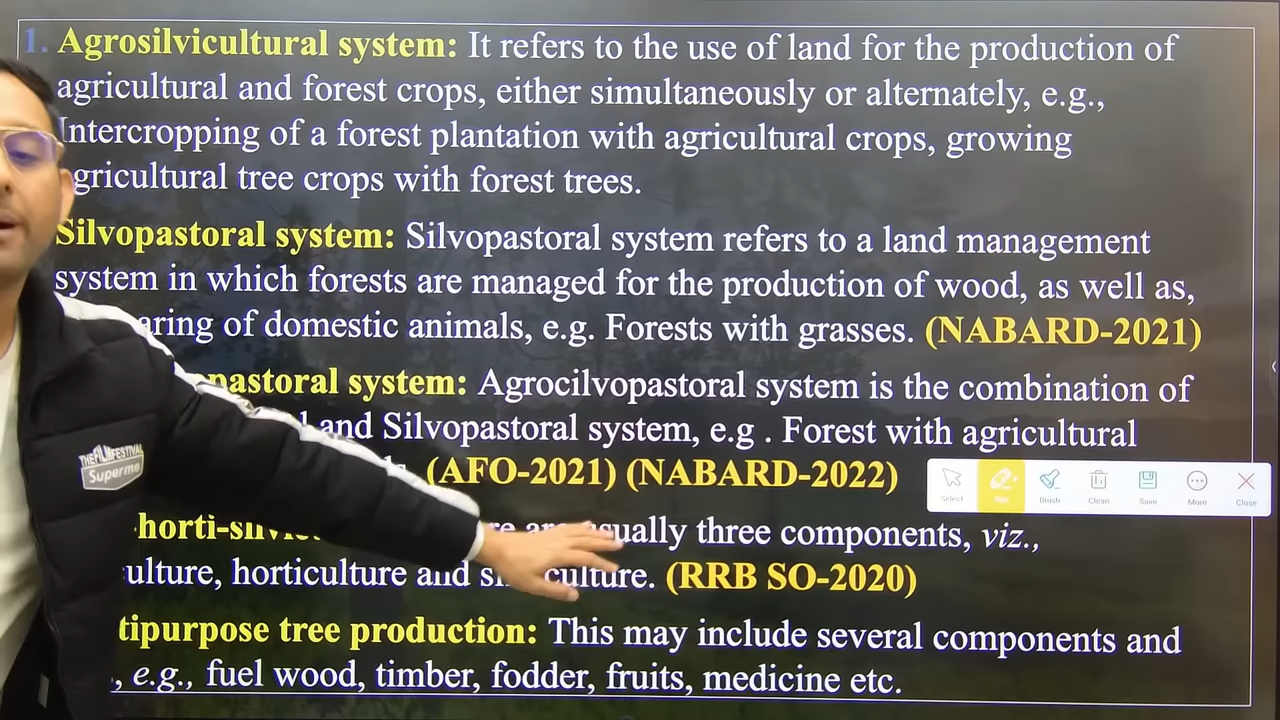 1. Agrosilvicultural system: It refers to the use of land for the production of
agricultural and forest crops, either simultaneously or alternately, e.g.,
Intercropping of a forest plantation with agricultural crops, growing
gricultural tree crops with forest trees.
Silvopastoral system: Silvopastoral system refers to a land management
system in which forests are managed for the production of wood, as well as,
aring of domestic animals, e.g. Forests with grasses. (NABARD-2021)
pastoral system: Agrocilvopastoral system is the combination of
and Silvopastoral system, e.g . Forest with agricultural
(AFO-2021) (NABARD-2022)
usually three components, viz.,
ulture, horticulture and culture. (RRB SO-2020)
tipurpose tree production: This may include several components and
, e.g., fuel wood, timber, fodder, fruits, medicine etc.
Select Pen Brush Clean Save More Close
THE FILM FESTIVAL
Supreme